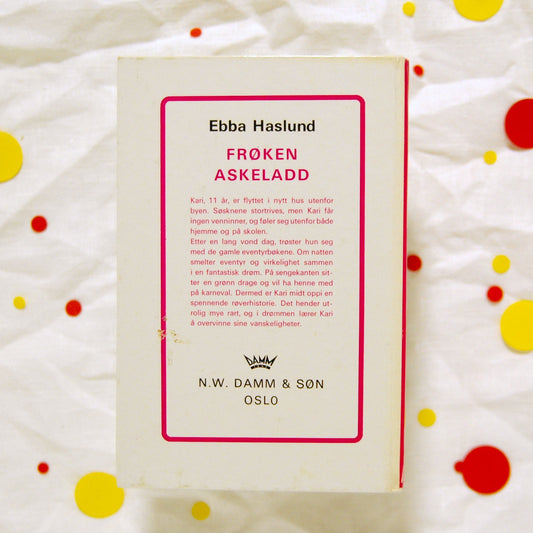 Ebba Haslund
FRØKEN
ASKELADD
Kari, 11 år, er flyttet i nytt hus utenfor
byen. Søsknene stortrives, men Kari får
ingen venninner, og føler seg utenfor både
hjemme og på skolen.
Etter en lang vond dag, trøster hun seg
med de gamle eventyrbøkene. Om natten
smelter eventyr og virkelighet sammen
i en fantastisk drøm. På sengekanten sit-
ter en grønn drage og vil ha henne med
på karneval. Dermed er Kari midt oppi en
spennende røverhistorie. Det hender ut-
rolig mye rart, og i drømmen lærer Kari
å overvinne sine vanskeligheter.
DAMM
N.W. DAMM & SØN
OSLO